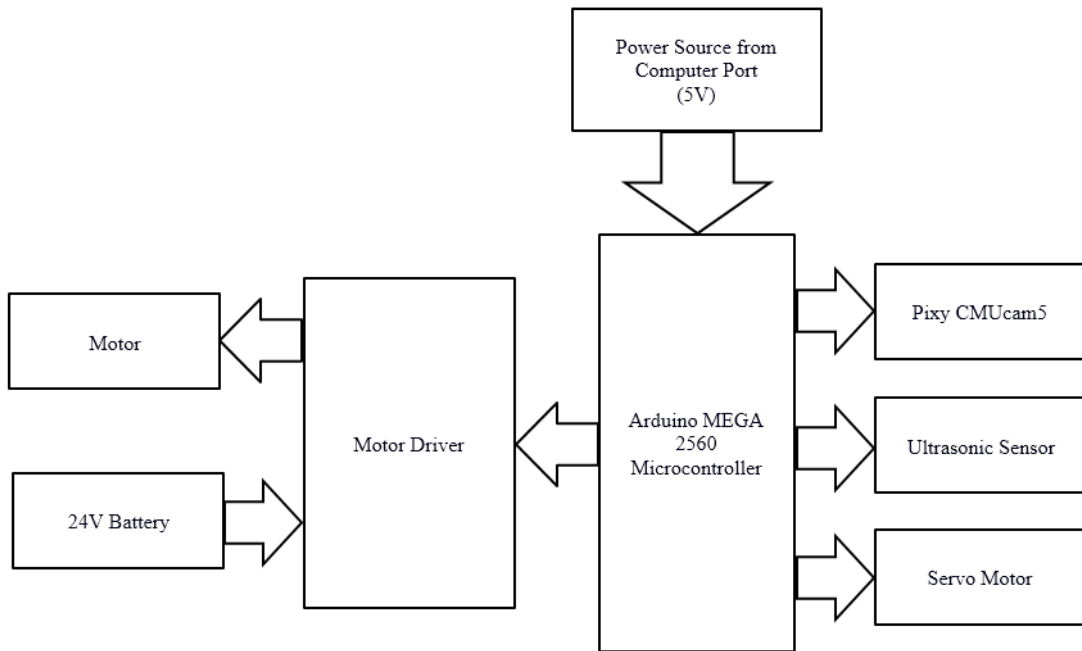 Power Source from
Computer Port
(5V)
Motor
24V Battery
Motor Driver
Arduino MEGA
2560
Microcontroller
Pixy CMUcam5
Ultrasonic Sensor
Servo Motor